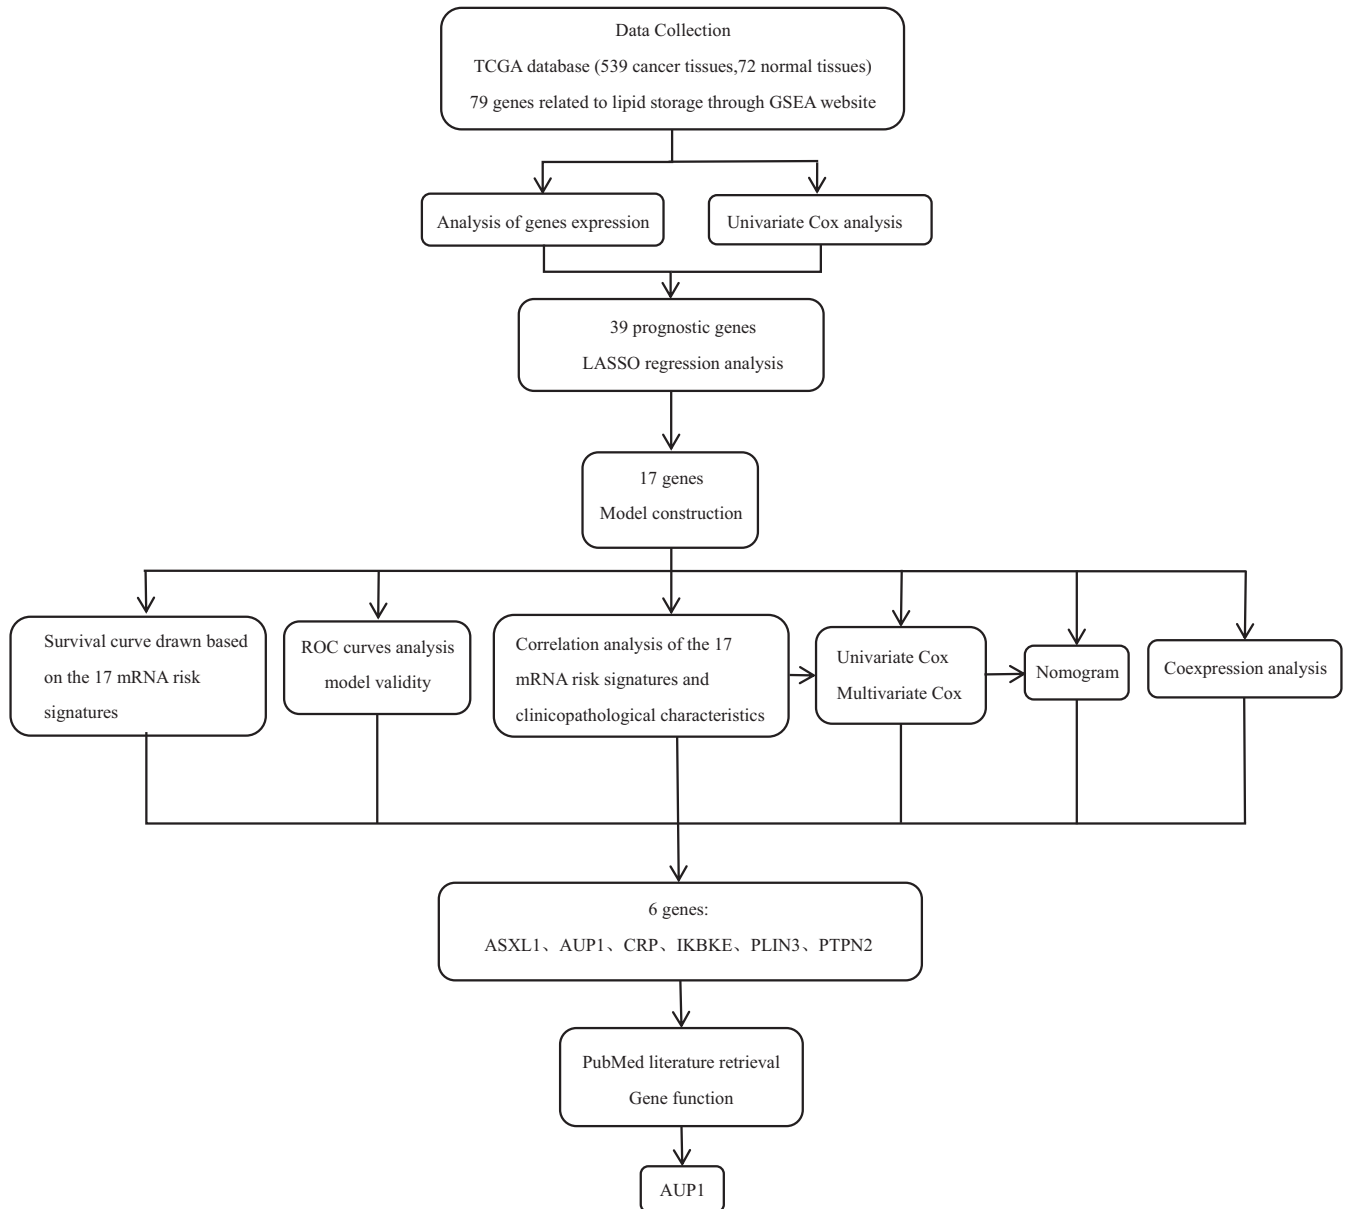 Data Collection
TCGA database (539 cancer tissues,72 normal tissues)
79 genes related to lipid storage through GSEA website
Analysis of genes expression
Univariate Cox analysis
39 prognostic genes
LASSO regression analysis
17 genes
Model construction
Survival curve drawn based
on the 17 mRNA risk
signatures
ROC curves analysis
model validity
Correlation analysis of the 17
mRNA risk signatures and
clinicopathological characteristics
Univariate Cox
Multivariate Cox
Nomogram
Coexpression analysis
6 genes:
ASXL1、AUP1、CRP、IKBKE、PLIN3、PTPN2
PubMed literature retrieval
Gene function
AUP1